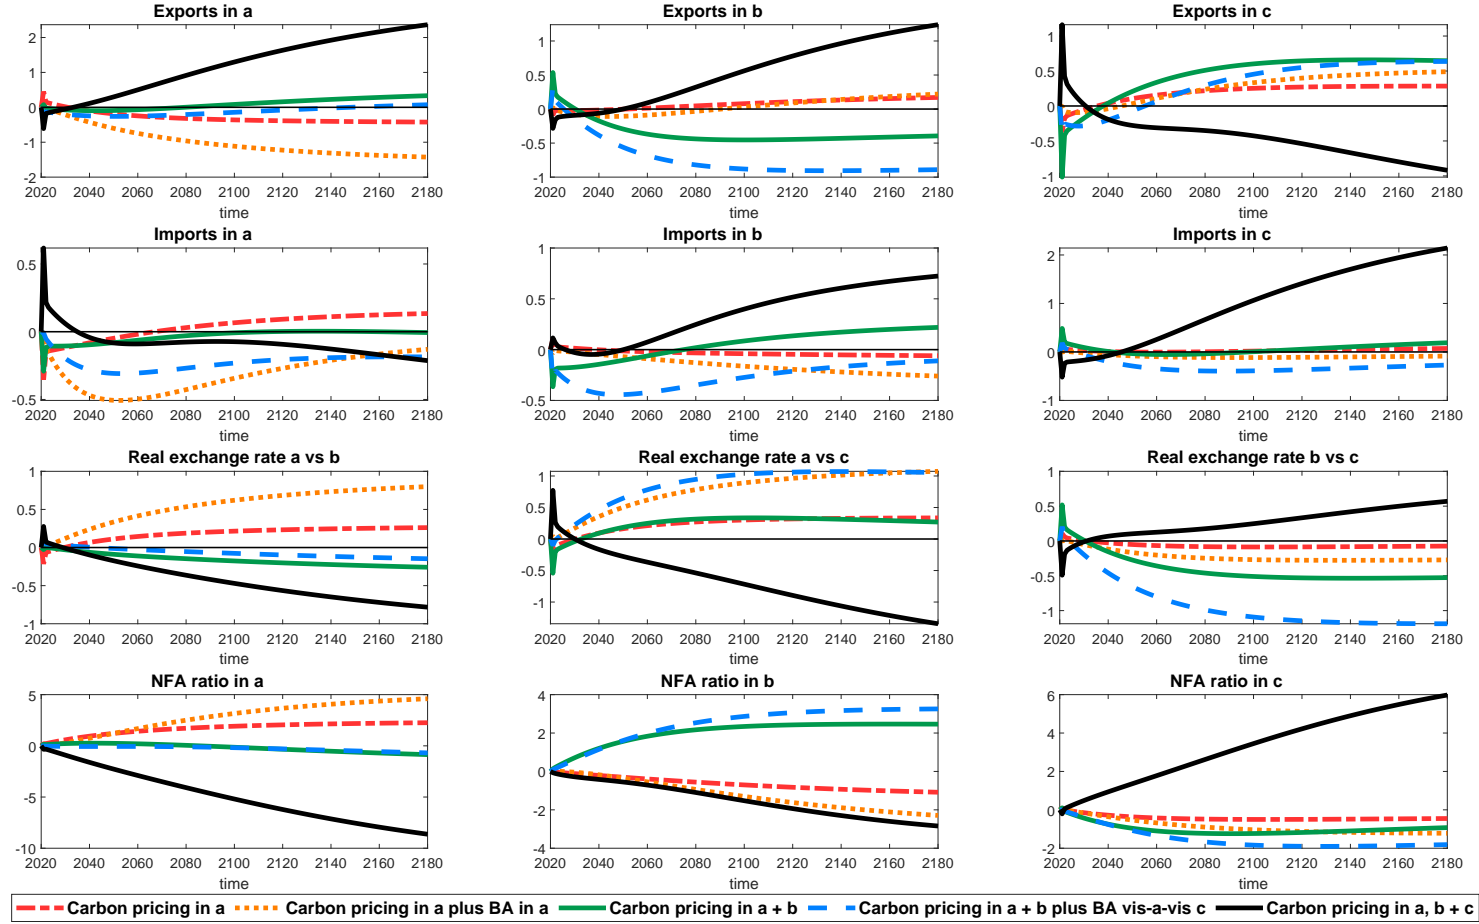 Exports in a
2
1
0
-1
-2
2020 2040 2060 2080 2100 2120 2140 2160 2180
time
Exports in b
1
0.5
0
-0.5
-1
2020 2040 2060 2080 2100 2120 2140 2160 2180
time
Exports in c
1
0.5
0
-0.5
-1
2020 2040 2060 2080 2100 2120 2140 2160 2180
time
Imports in a
0.5
0
-0.5
2020 2040 2060 2080 2100 2120 2140 2160 2180
time
Imports in b
1
0.5
0
-0.5
2020 2040 2060 2080 2100 2120 2140 2160 2180
time
Imports in c
2
1
0
-1
2020 2040 2060 2080 2100 2120 2140 2160 2180
time
Real exchange rate a vs b
1
0.5
0
-0.5
-1
2020 2040 2060 2080 2100 2120 2140 2160 2180
time
Real exchange rate a vs c
1
0.5
0
-0.5
-1
2020 2040 2060 2080 2100 2120 2140 2160 2180
time
Real exchange rate b vs c
1
0.5
0
-0.5
-1
2020 2040 2060 2080 2100 2120 2140 2160 2180
time
NFA ratio in a
5
0
-5
-10
2020 2040 2060 2080 2100 2120 2140 2160 2180
time
NFA ratio in b
4
2
0
-2
-4
2020 2040 2060 2080 2100 2120 2140 2160 2180
time
NFA ratio in c
6
4
2
0
-2
2020 2040 2060 2080 2100 2120 2140 2160 2180
time
Carbon pricing in a Carbon pricing in a plus BA in a Carbon pricing in a + b Carbon pricing in a + b plus BA vis-a-vis c Carbon pricing in a, b + c